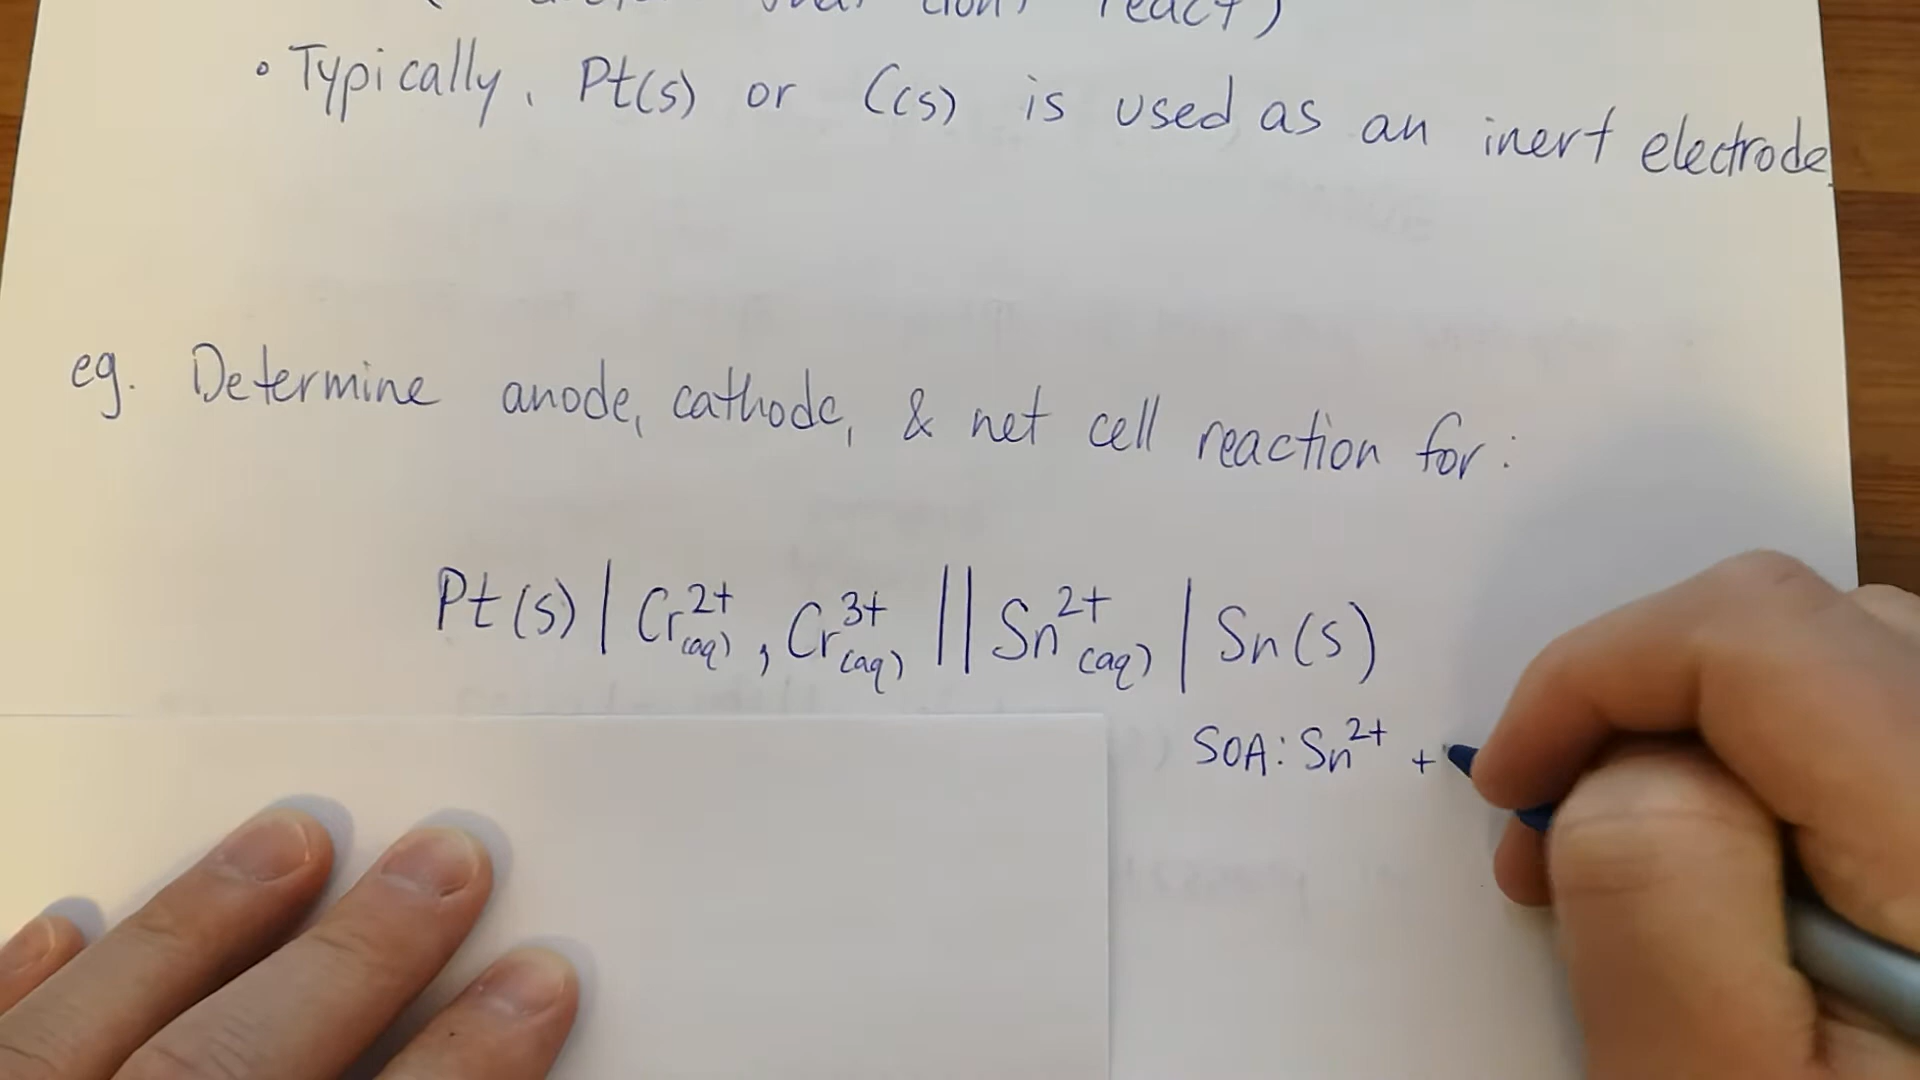 react)
• Typically, Pt(s) or C(s) is used as an inert electrode
eg. Determine anode, cathode, & net cell reaction for:
Pt(s) | Cr²⁺(aq), Cr³⁺(aq) || Sn²⁺(aq) | Sn(s)
SOA: Sn²⁺ +